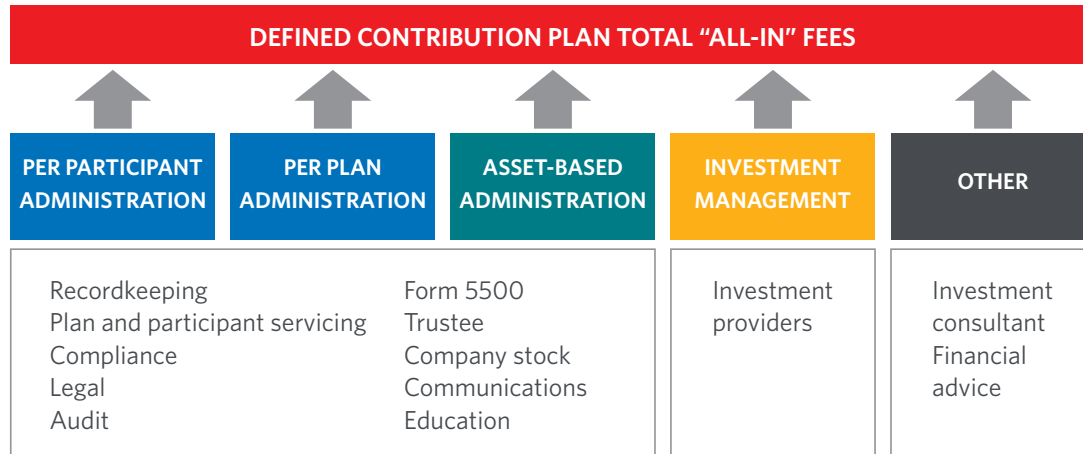 DEFINED CONTRIBUTION PLAN TOTAL “ALL-IN” FEES
PER PARTICIPANT
ADMINISTRATION
PER PLAN
ADMINISTRATION
ASSET-BASED
ADMINISTRATION
INVESTMENT
MANAGEMENT
OTHER
Recordkeeping
Plan and participant servicing
Compliance
Legal
Audit
Form 5500
Trustee
Company stock
Communications
Education
Investment
providers
Investment
consultant
Financial
advice